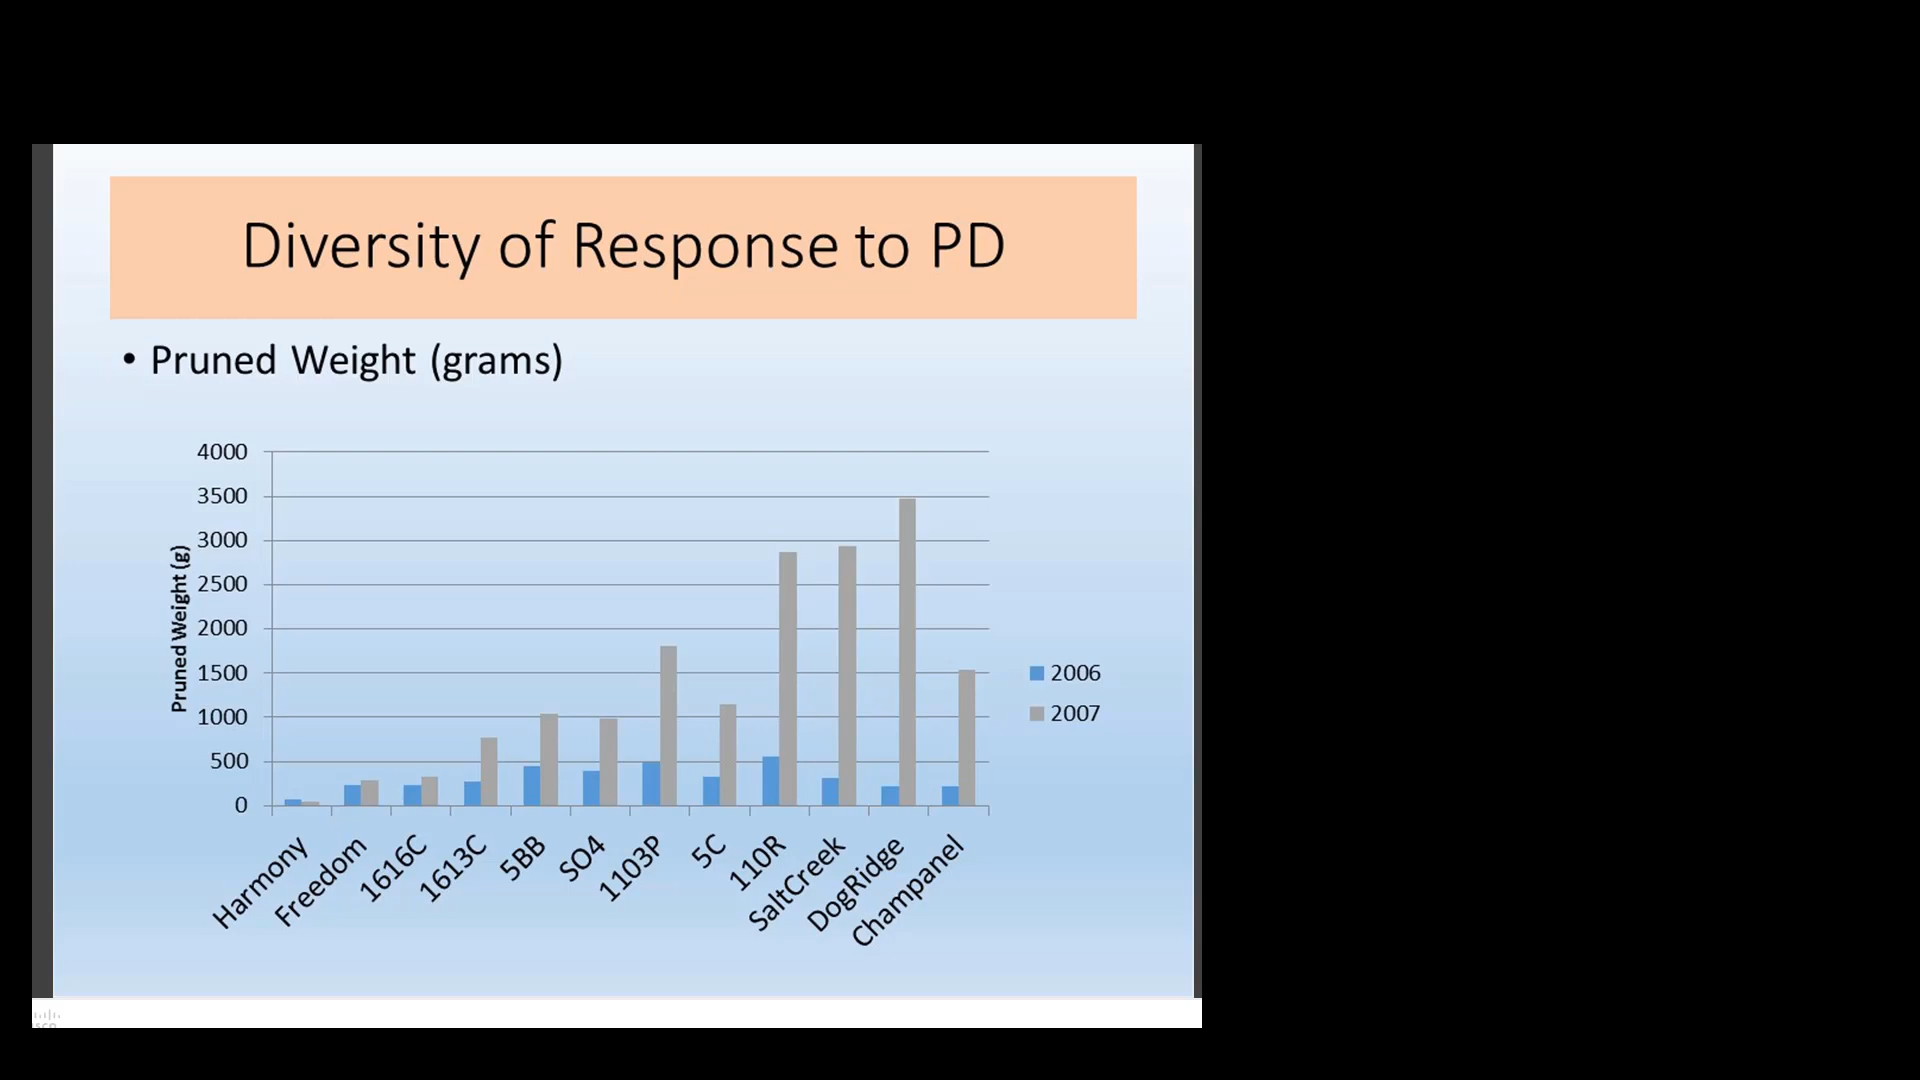 Diversity of Response to PD
• Pruned Weight (grams)
Pruned Weight (g)
4000
3500
3000
2500
2000
1500
1000
500
0
Harmony
Freedom
1616C
1613C
5BB
SO4
1103P
5C
110R
SaltCreek
DogRidge
Champanel
2006
2007